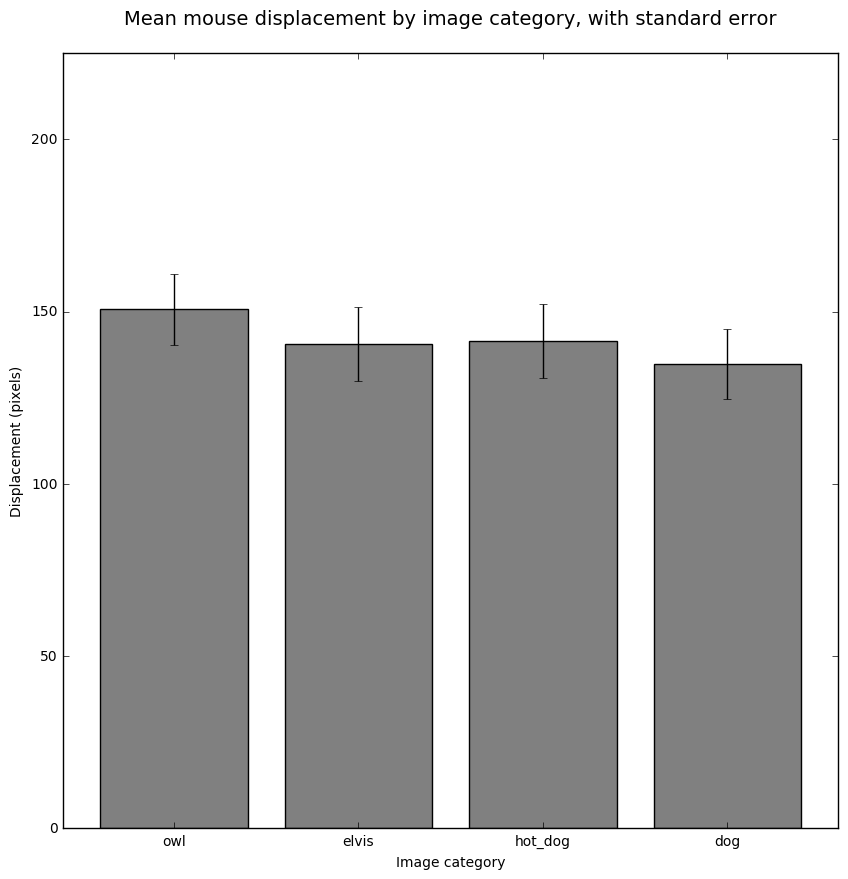 Mean mouse displacement by image category, with standard error
200
150
100
50
0
Displacement (pixels)
owl elvis hot_dog dog
Image category